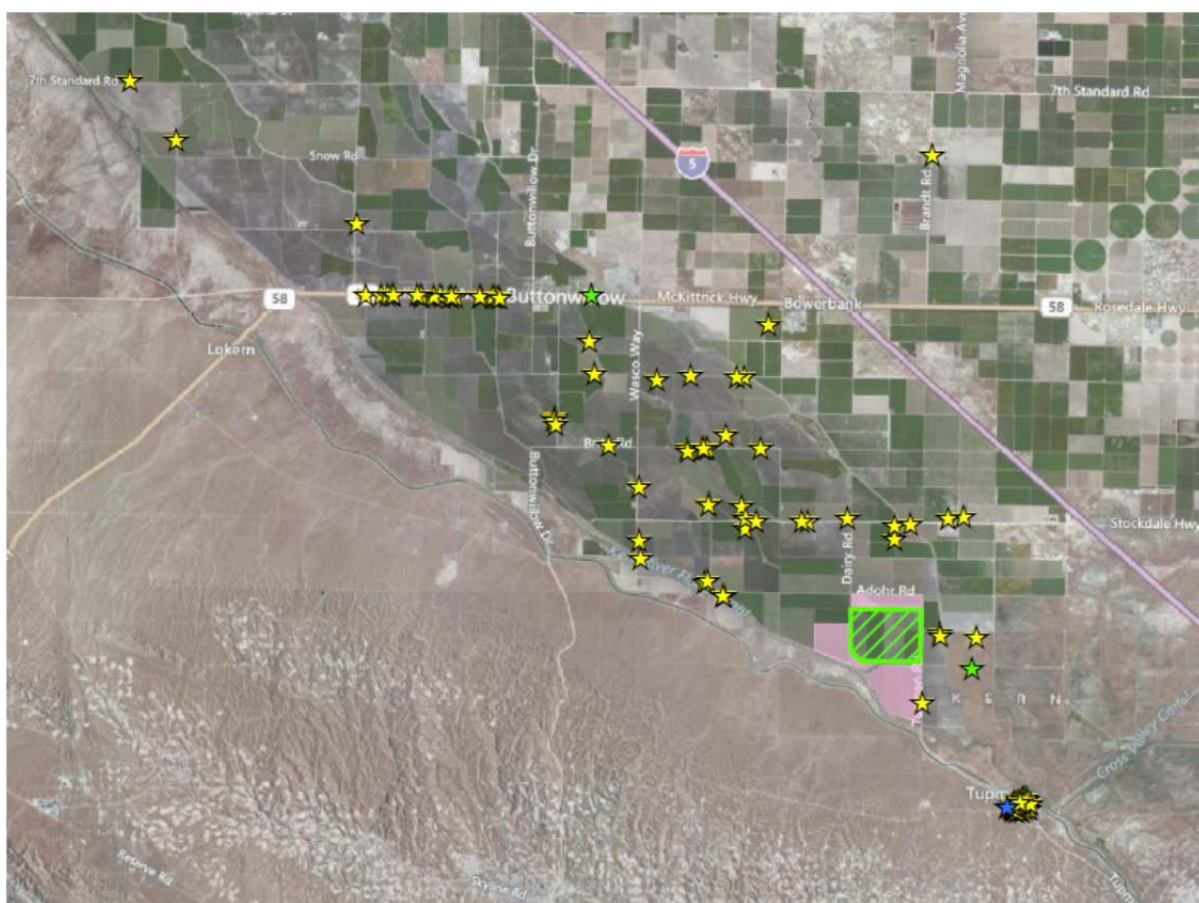 7th Standard Rd
Magnolia Ave
7th Standard Rd
Snow Rd
Buttonwillow Dr
5
Brandt Rd
58
Buttonwillow
McKittrick Hwy
Bowerbank
58
Rosedale Hwy
Lokern
Wasco Way
Buttonwillow Dr
Stockdale Hwy
Dairy Rd
Adohr Rd
K E R N
Cross Valley Canal
Reserve Rd
Skyline Rd